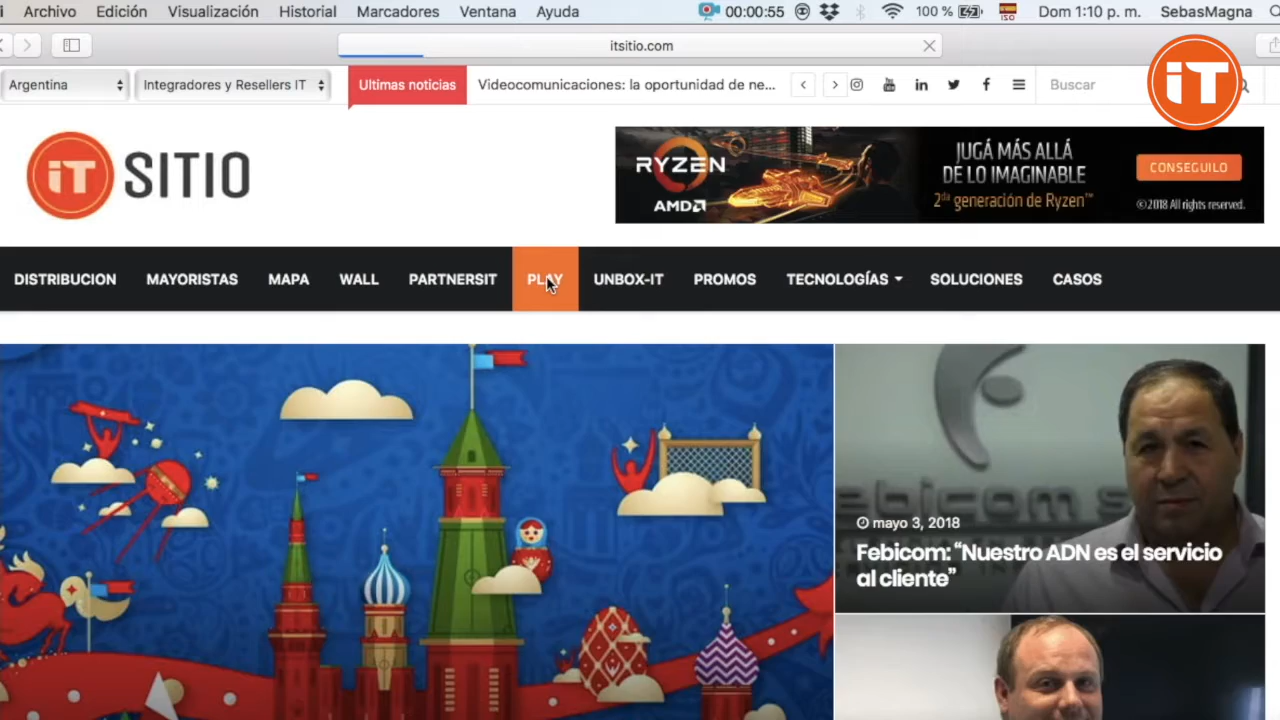 Archivo Edición Visualización Historial Marcadores Ventana Ayuda 00:00:55 100 % ISO Dom 1:10 p. m. SebasMagna
itsitio.com
Argentina Integradores y Resellers IT Ultimas noticias Videocomunicaciones: la oportunidad de ne... Buscar
iT
iT SITIO
RYZEN
AMD
JUGÁ MÁS ALLÁ
DE LO IMAGINABLE
2da generación de Ryzen™
CONSEGUILO
©2018 All rights reserved.
DISTRIBUCION MAYORISTAS MAPA WALL PARTNERSIT PLAY UNBOX-IT PROMOS TECNOLOGÍAS SOLUCIONES CASOS
ebicom s
mayo 3, 2018
Febicom: “Nuestro ADN es el servicio
al cliente”